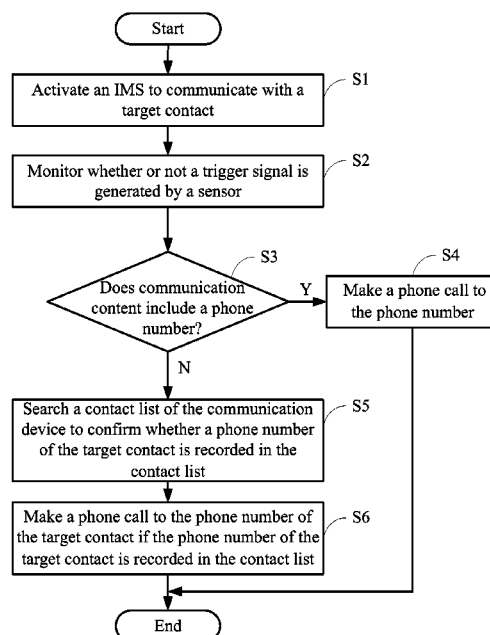 Start
S1
Activate an IMS to communicate with a
target contact
S2
Monitor whether or not a trigger signal is
generated by a sensor
S3
Does communication
content include a phone
number?
Y
S4
Make a phone call to
the phone number
N
S5
Search a contact list of the communication
device to confirm whether a phone number
of the target contact is recorded in the
contact list
S6
Make a phone call to the phone number of
the target contact if the phone number of the
target contact is recorded in the contact list
End